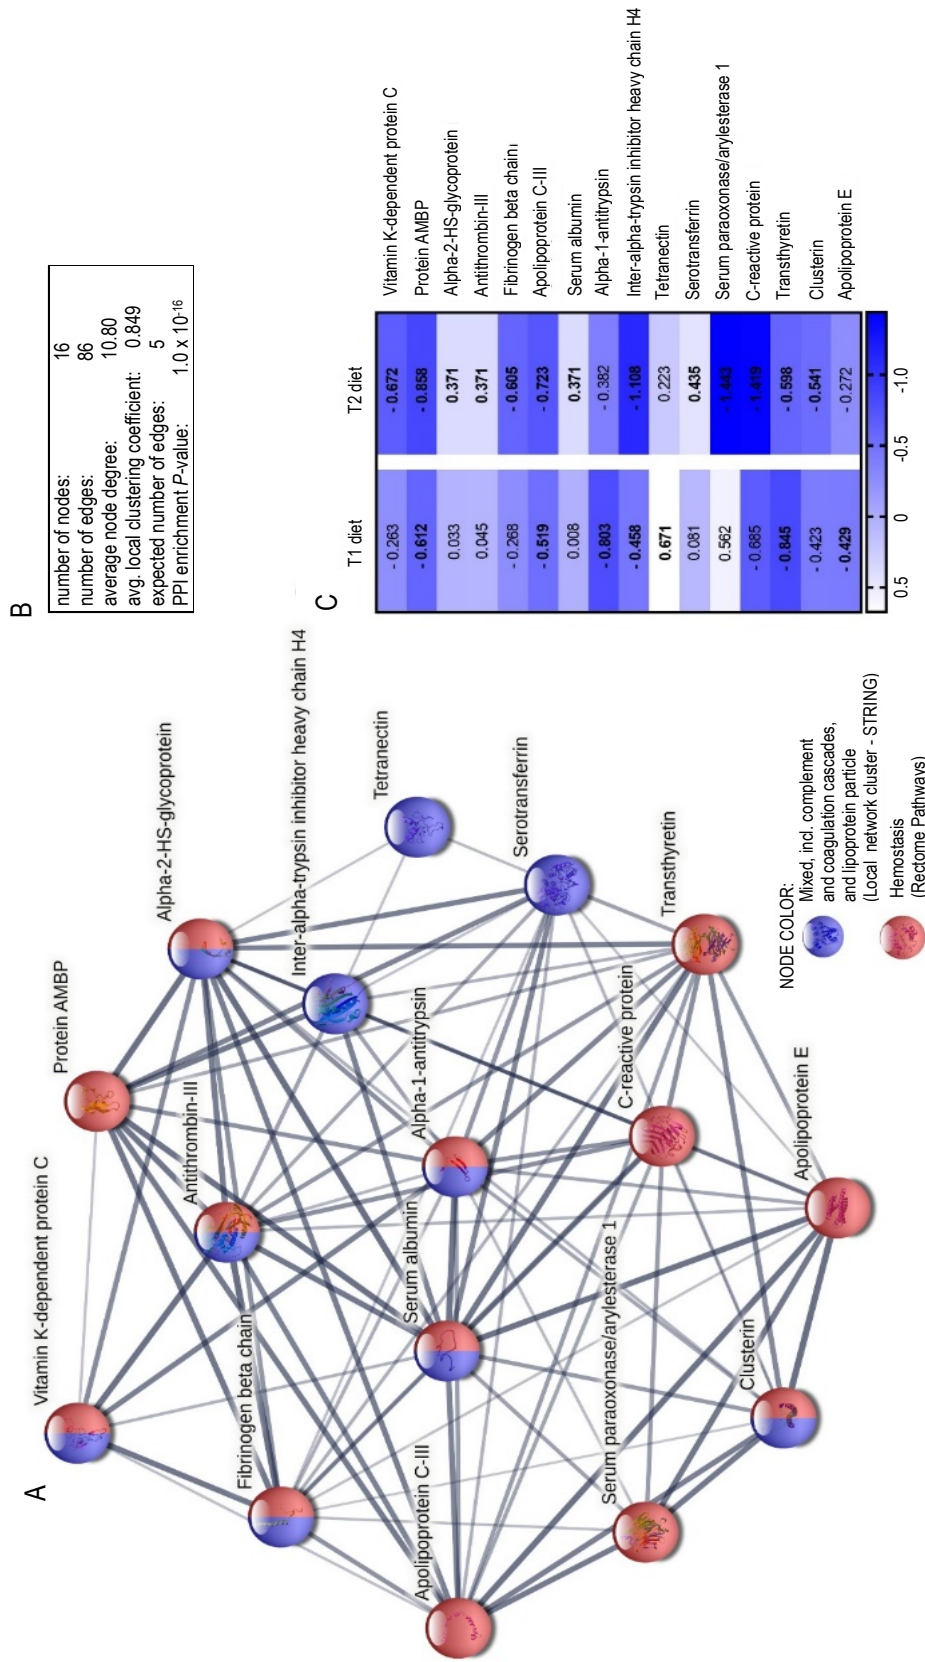 A
Vitamin K-dependent protein C
Protein AMBP
Alpha-2-HS-glycoprotein
Antithrombin-III
Inter-alpha-trypsin inhibitor heavy chain H4
Fibrinogen beta chain
Tetranectin
Alpha-1-antitrypsin
Serum albumin
Apolipoprotein C-III
Serotransferrin
C-reactive protein
Serum paraoxonase/arylesterase 1
Transthyretin
Clusterin
Apolipoprotein E
NODE COLOR:
Mixed, incl. complement
and coagulation cascades,
and lipoprotein particle
(Local network cluster - STRING)
Hemostasis
(Rectome Pathways)
B
number of nodes: 16
number of edges: 86
average node degree: 10.80
avg. local clustering coefficient: 0.849
expected number of edges: 5
PPI enrichment P-value: 1.0 x 10-16
C
T1 diet T2 diet
- 0.263 - 0.672 Vitamin K-dependent protein C
- 0.612 - 0.858 Protein AMBP
0.033 0.371 Alpha-2-HS-glycoprotein
0.045 0.371 Antithrombin-III
- 0.268 - 0.605 Fibrinogen beta chain
- 0.519 - 0.723 Apolipoprotein C-III
0.008 0.371 Serum albumin
- 0.803 - 0.382 Alpha-1-antitrypsin
- 0.458 - 1.108 Inter-alpha-trypsin inhibitor heavy chain H4
0.671 0.223 Tetranectin
0.081 0.435 Serotransferrin
0.562 - 1.443 Serum paraoxonase/arylesterase 1
- 0.685 - 1.419 C-reactive protein
- 0.845 - 0.598 Transthyretin
- 0.423 - 0.541 Clusterin
- 0.429 - 0.272 Apolipoprotein E
0.5 0 -0.5 -1.0